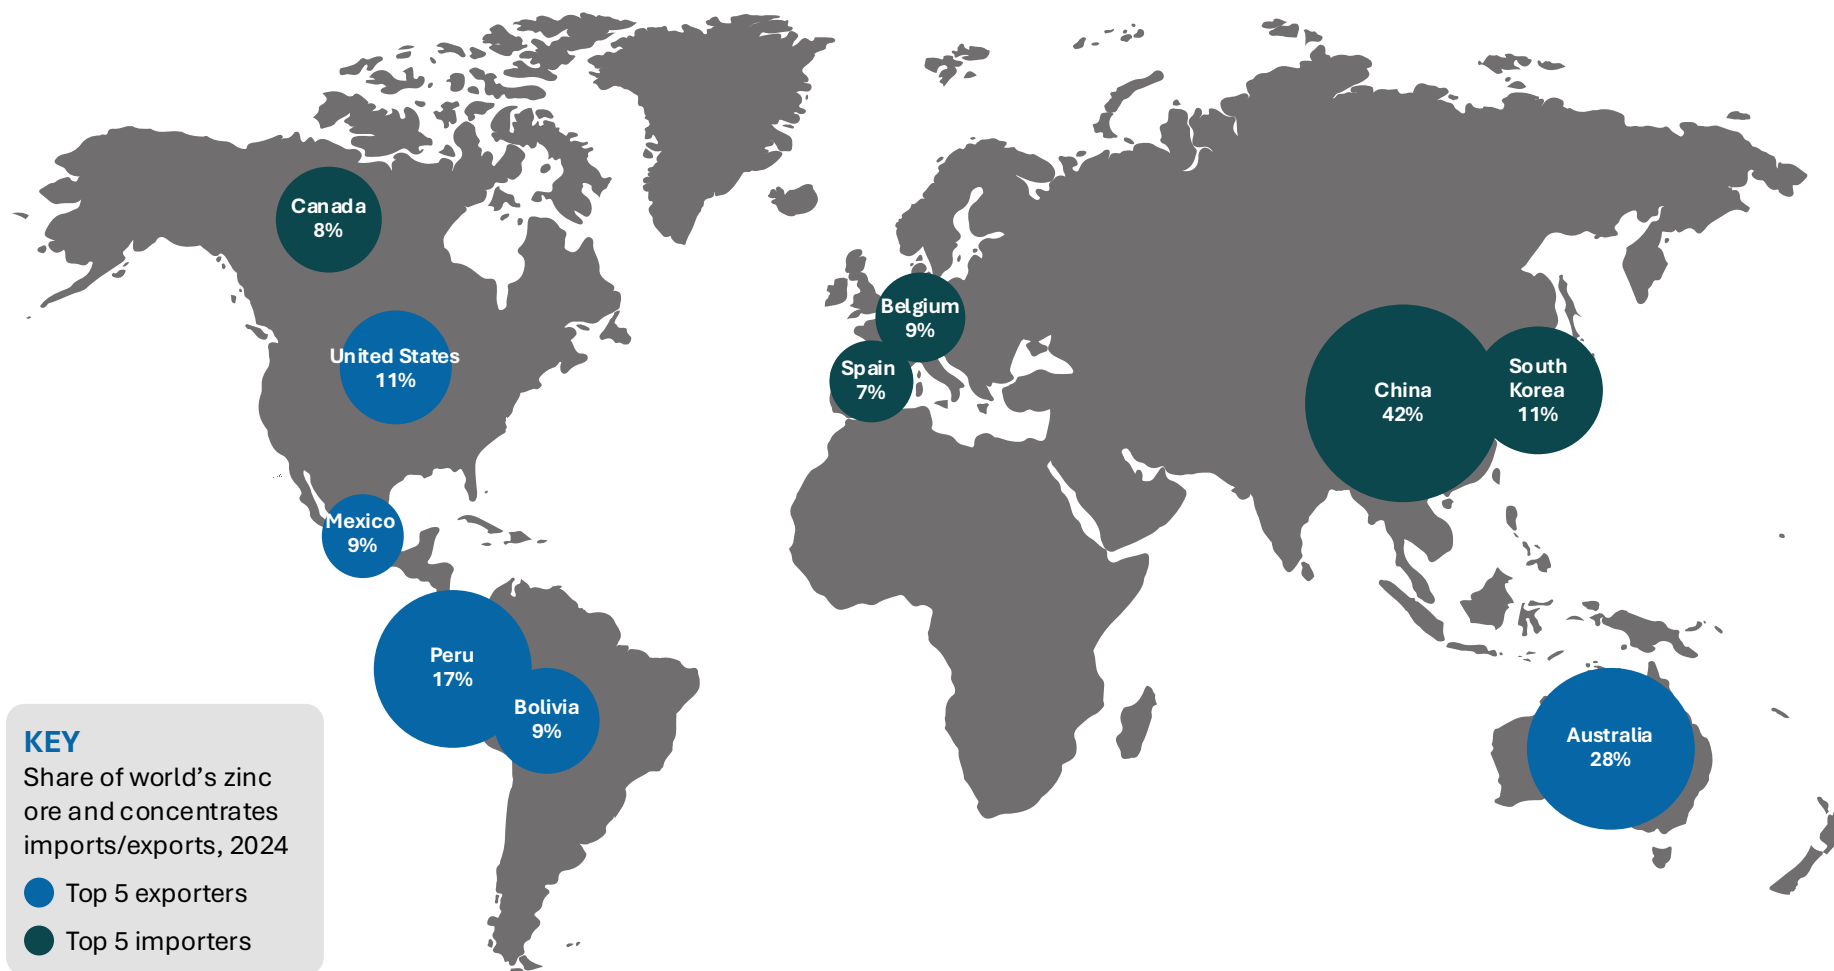 Canada
8%
United States
11%
Mexico
9%
Peru
17%
Bolivia
9%
Belgium
9%
Spain
7%
China
42%
South
Korea
11%
Australia
28%
KEY
Share of world’s zinc
ore and concentrates
imports/exports, 2024
Top 5 exporters
Top 5 importers